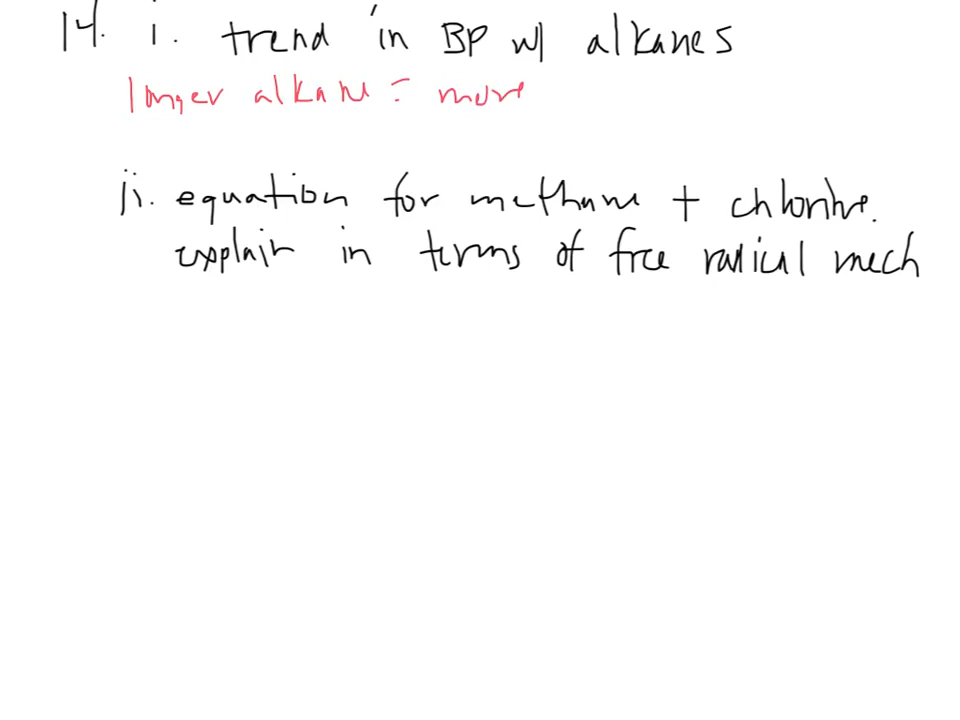 14. i. trend in BP w/ alkanes
longer alkane = more
ii. equation for methane + chlorine.
explain in terms of free radical mech